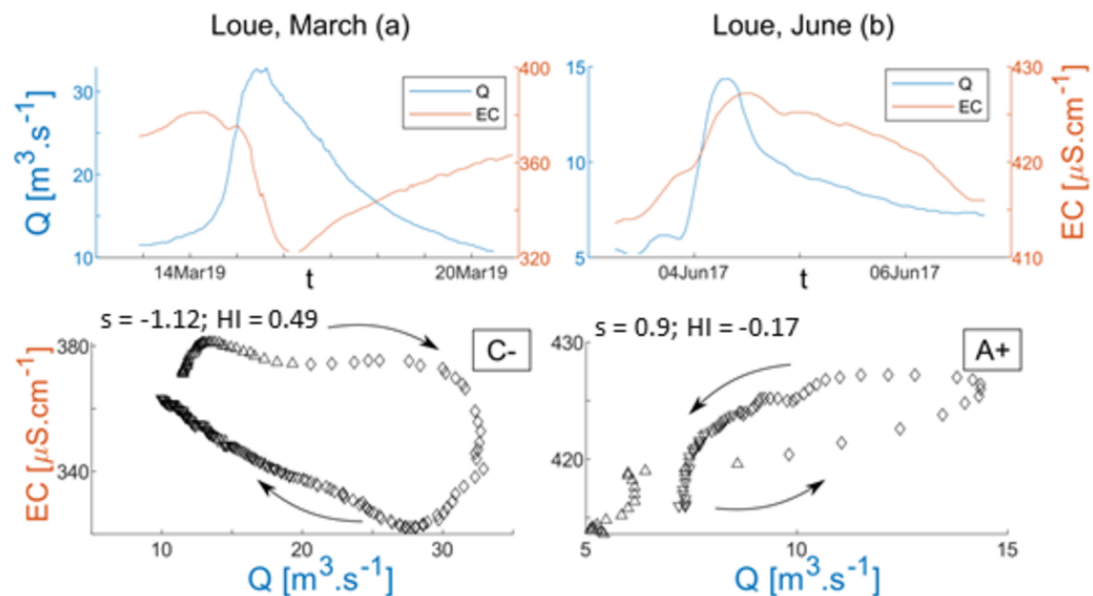 Loue, March (a)
Loue, June (b)
Q [m³.s⁻¹]
30
20
10
Q
EC
400
360
320
14Mar19
20Mar19
t
15
10
5
Q
EC
430
420
410
EC [μS.cm⁻¹]
04Jun17
06Jun17
t
s = -1.12; HI = 0.49
C-
EC [μS.cm⁻¹]
380
340
10
20
30
Q [m³.s⁻¹]
s = 0.9; HI = -0.17
A+
430
420
5
10
15
Q [m³.s⁻¹]